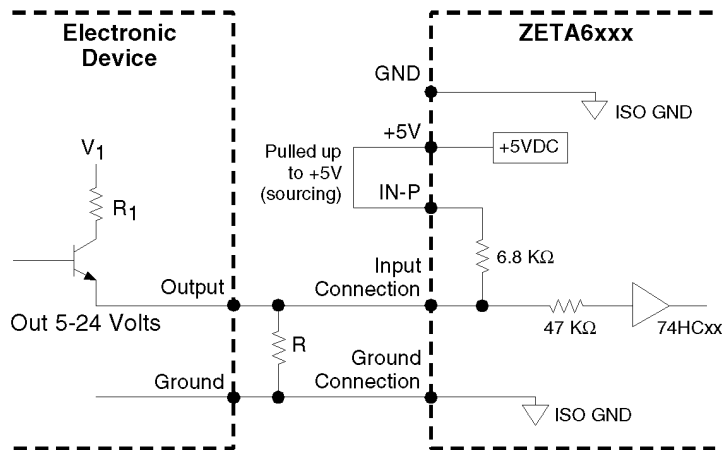 Electronic
Device
ZETA6xxx
GND
ISO GND
+5V
+5VDC
Pulled up
to +5V
(sourcing)
IN-P
V1
R1
6.8 KΩ
Output
Input
Connection
Out 5-24 Volts
47 KΩ
74HCxx
R
Ground
Ground
Connection
ISO GND